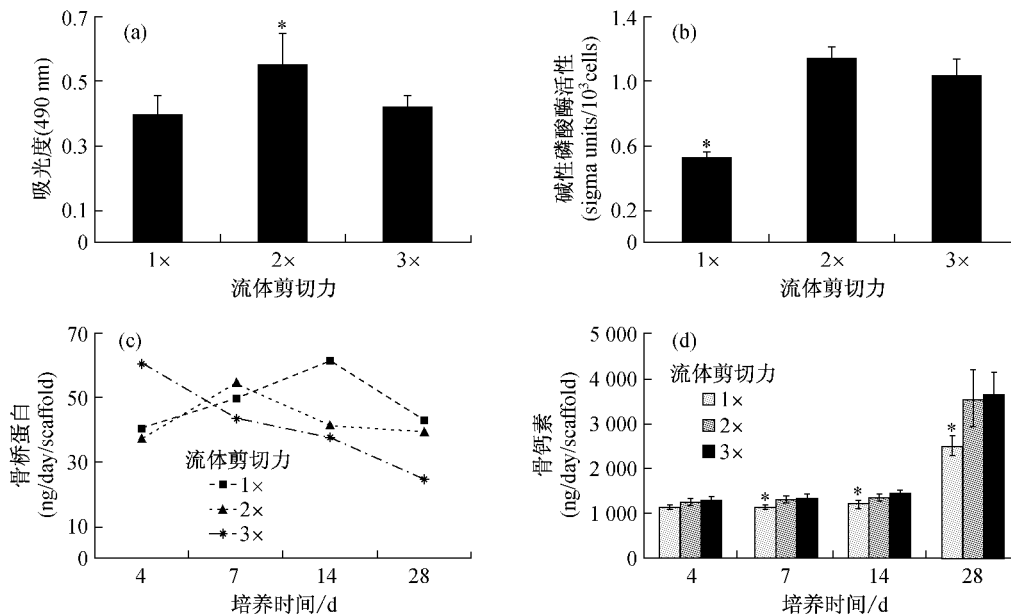 (a)
吸光度(490 nm)
0.7
0.5
0.3
0.1
0
*
1× 2× 3×
流体剪切力
(b)
碱性磷酸酶活性
(sigma units/10³cells)
1.4
1.0
0.6
0.2
0
*
1× 2× 3×
流体剪切力
(c)
骨桥蛋白
(ng/day/scaffold)
70
50
30
10
0
流体剪切力
1×
2×
3×
4 7 14 28
培养时间/d
(d)
骨钙素
(ng/day/scaffold)
5 000
4 000
3 000
2 000
1 000
0
流体剪切力
1×
2×
3×
* * *
4 7 14 28
培养时间/d